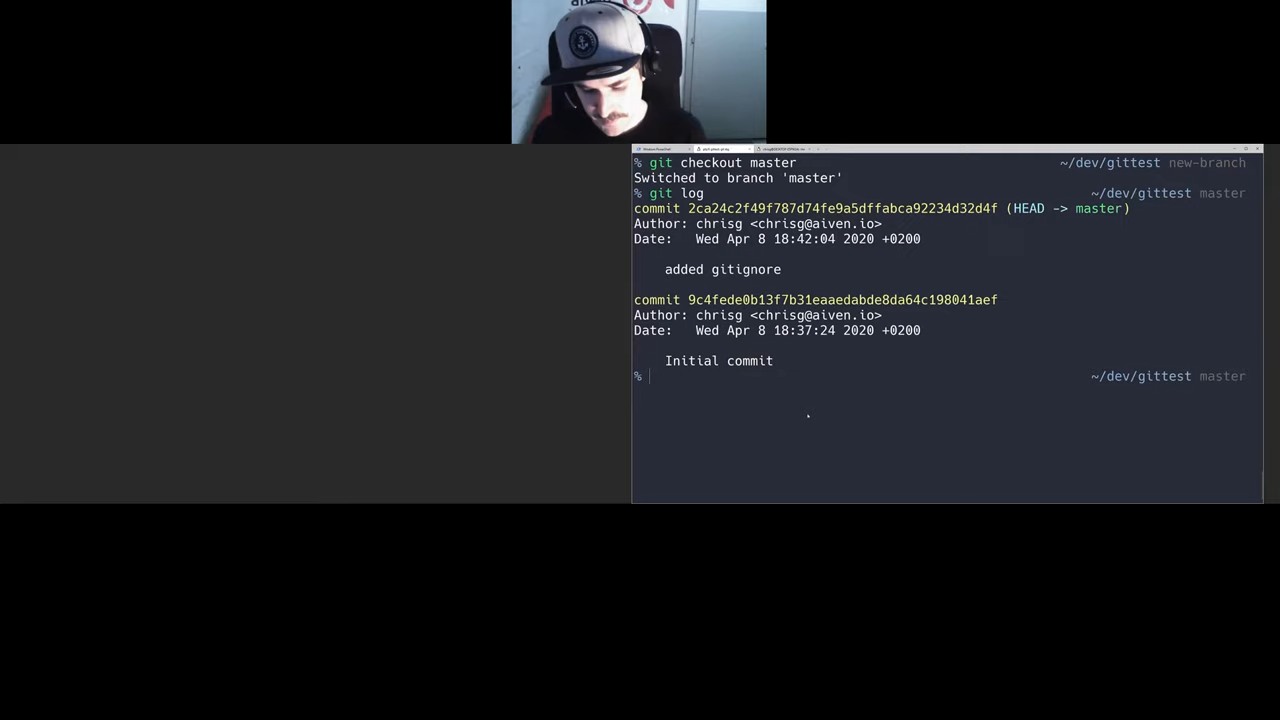 % git checkout master ~/dev/gittest new-branch
Switched to branch 'master'
% git log ~/dev/gittest master
commit 2ca24c2f49f787d74fe9a5dffabca92234d32d4f (HEAD -> master)
Author: chrisg <chrisg@aiven.io>
Date:   Wed Apr 8 18:42:04 2020 +0200
added gitignore
commit 9c4fede0b13f7b31eaaedabde8da64c198041aef
Author: chrisg <chrisg@aiven.io>
Date:   Wed Apr 8 18:37:24 2020 +0200
Initial commit
% ~/dev/gittest master